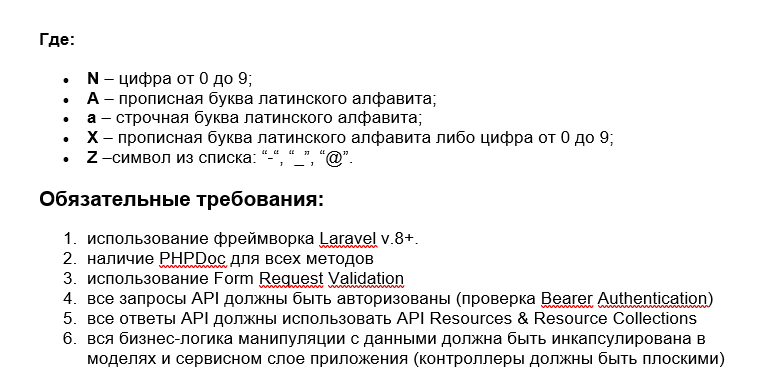 Где:
• N – цифра от 0 до 9;
• A – прописная буква латинского алфавита;
• a – строчная буква латинского алфавита;
• X – прописная буква латинского алфавита либо цифра от 0 до 9;
• Z –символ из списка: “-“, “_”, “@”.
Обязательные требования:
1. использование фреймворка Laravel v.8+.
2. наличие PHPDoc для всех методов
3. использование Form Request Validation
4. все запросы API должны быть авторизованы (проверка Bearer Authentication)
5. все ответы API должны использовать API Resources & Resource Collections
6. вся бизнес-логика манипуляции с данными должна быть инкапсулирована в
моделях и сервисном слое приложения (контроллеры должны быть плоскими)